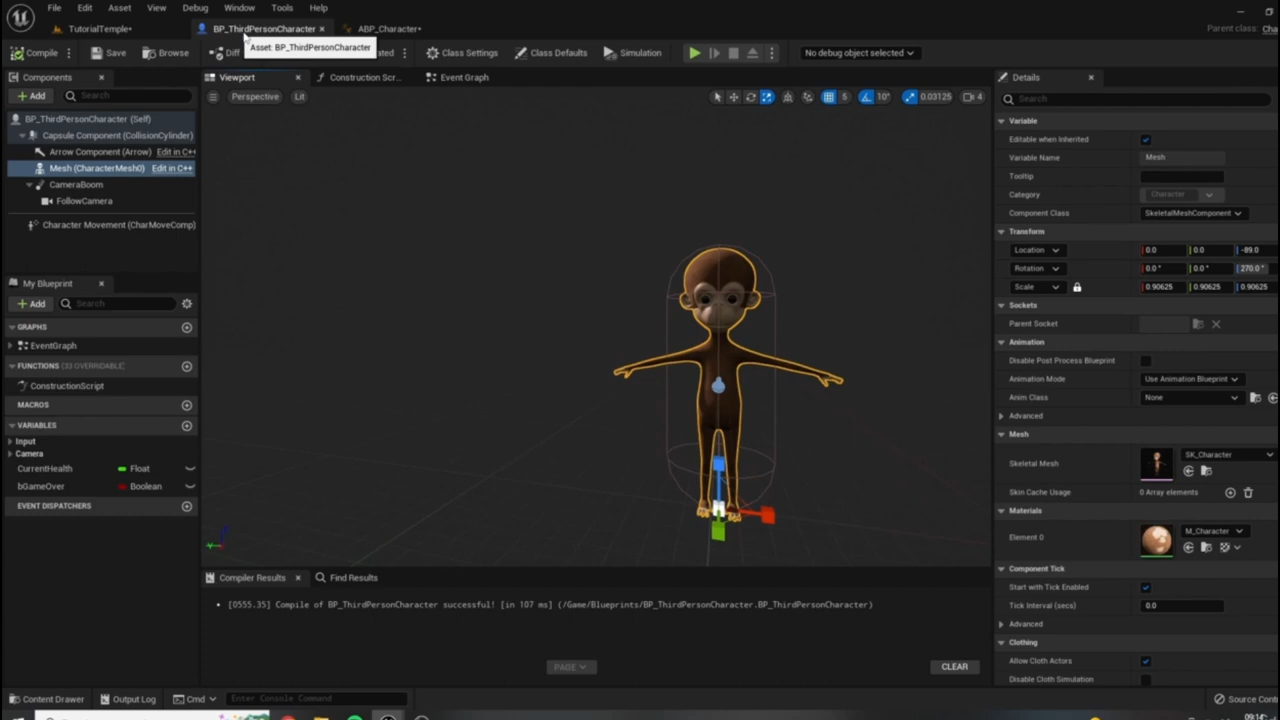 File Edit Asset View Debug Window Tools Help
TutorialTemple• BP_ThirdPersonCharacter ABP_Character•
Parent class:
Asset: BP_ThirdPersonCharacter
Compile Save Browse Diff Class Settings Class Defaults Simulation No debug object selected
Components
Add Search
BP_ThirdPersonCharacter (Self)
Capsule Component (CollisionCylinder)
Arrow Component (Arrow) Edit in C++
Mesh (CharacterMesh0) Edit in C++
CameraBoom
FollowCamera
Character Movement (CharMoveComp)
My Blueprint
Add Search
GRAPHS
EventGraph
FUNCTIONS (33 OVERRIDABLE)
ConstructionScript
MACROS
VARIABLES
Input
Camera
CurrentHealth Float
bGameOver Boolean
EVENT DISPATCHERS
Viewport Construction Scr... Event Graph
Perspective Lit 5 10° 0.03125 4
Compiler Results Find Results
[0555.35] Compile of BP_ThirdPersonCharacter successful! [in 107 ms] (/Game/Blueprints/BP_ThirdPersonCharacter.BP_ThirdPersonCharacter)
PAGE CLEAR
Details
Search
Variable
Editable when Inherited
Variable Name Mesh
Tooltip
Category Character
Component Class SkeletalMeshComponent
Transform
Location 0.0 0.0 -89.0
Rotation 0.0° 0.0° 270.0°
Scale 0.90625 0.90625 0.90625
Sockets
Parent Socket
Animation
Disable Post Process Blueprint
Animation Mode Use Animation Blueprint
Anim Class None
Advanced
Mesh
Skeletal Mesh SK_Character
Skin Cache Usage 0 Array elements
Materials
Element 0 M_Character
Component Tick
Start with Tick Enabled
Tick Interval (secs) 0.0
Advanced
Clothing
Allow Cloth Actors
Disable Cloth Simulation
Content Drawer Output Log Cmd Enter Console Command Source Cont
09:14